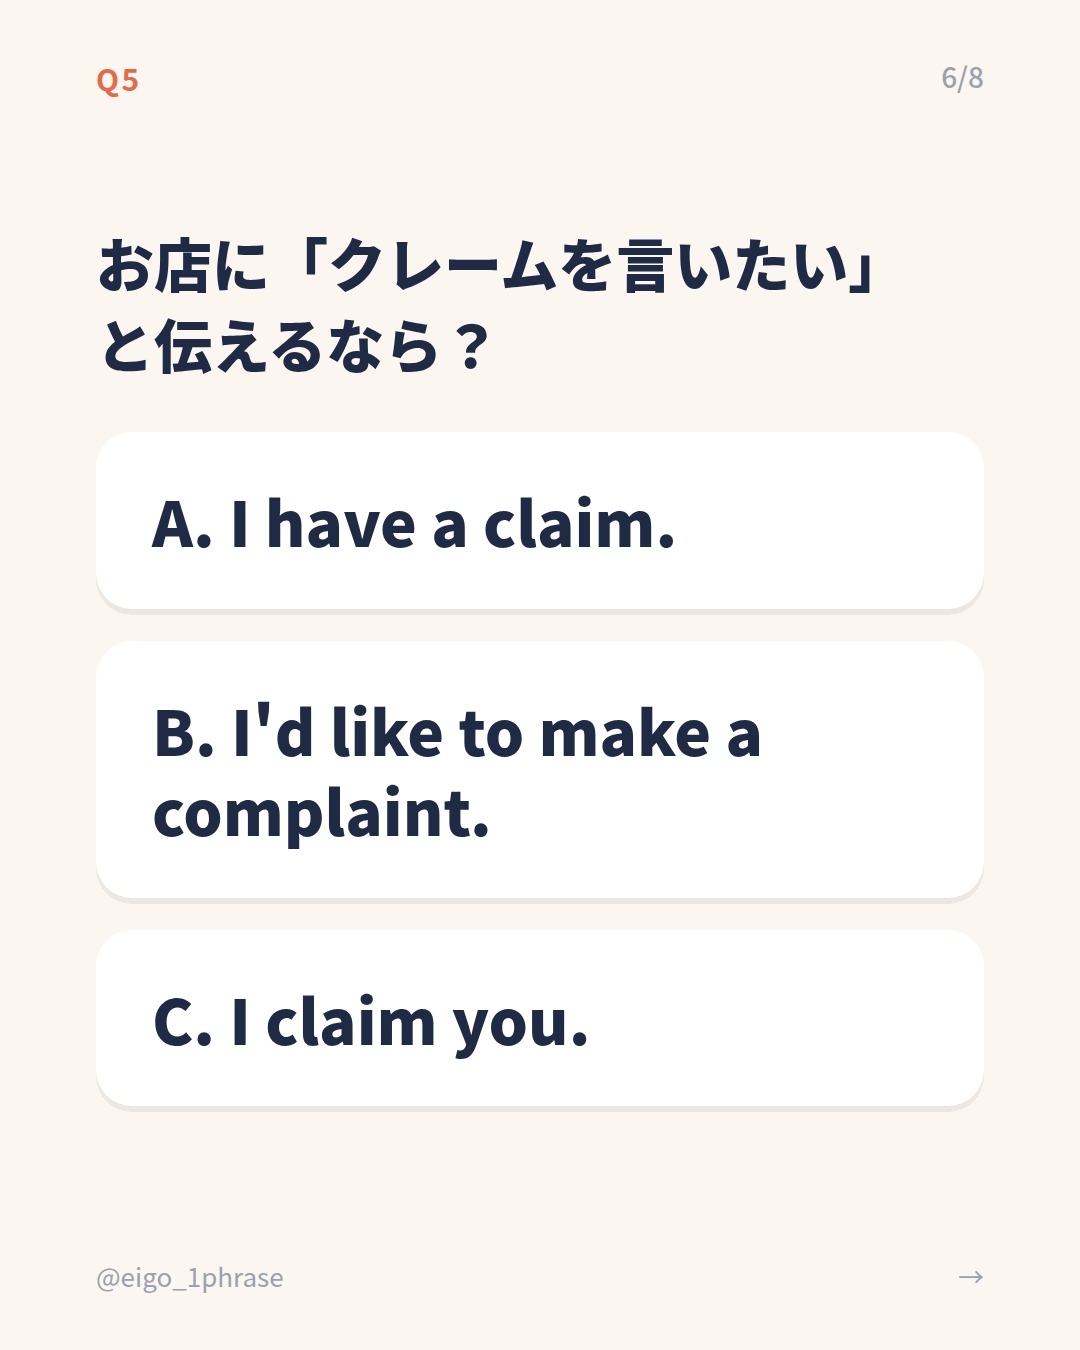 Q5
6/8
お店に「クレームを言いたい」
と伝えるなら？
A. I have a claim.
B. I'd like to make a
complaint.
C. I claim you.
@eigo_1phrase
→